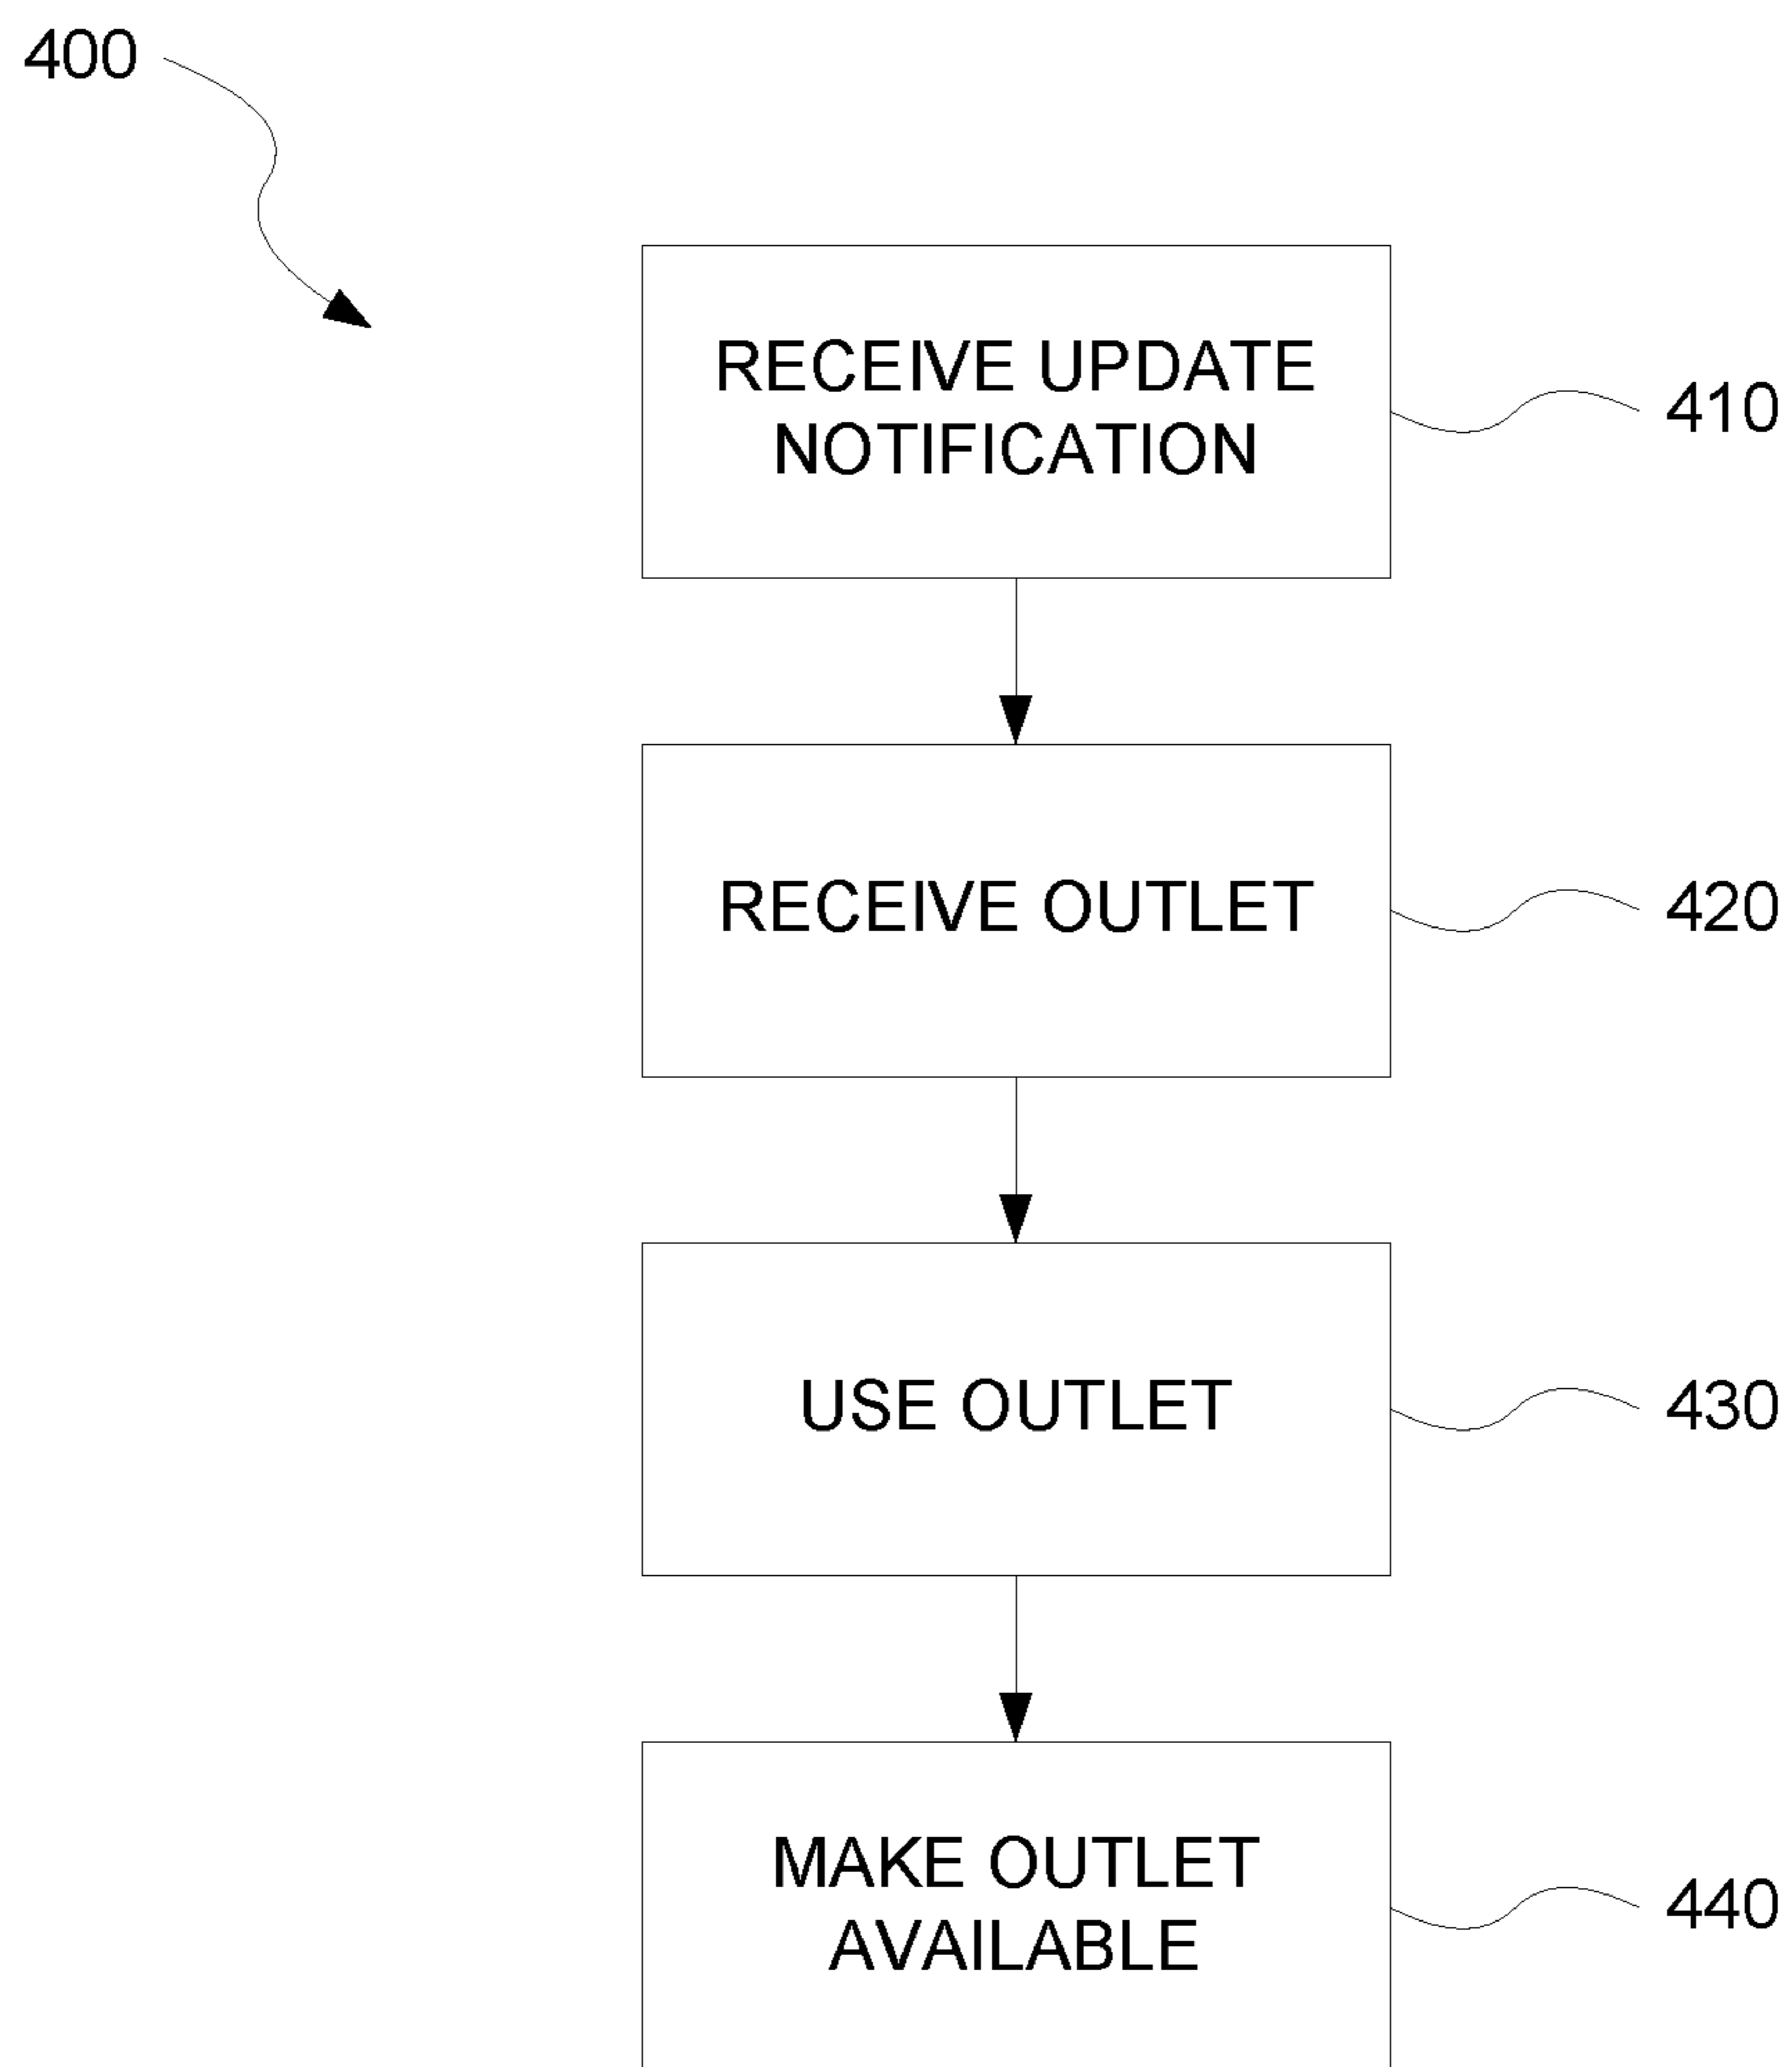 400
RECEIVE UPDATE
NOTIFICATION
410
RECEIVE OUTLET
420
USE OUTLET
430
MAKE OUTLET
AVAILABLE
440